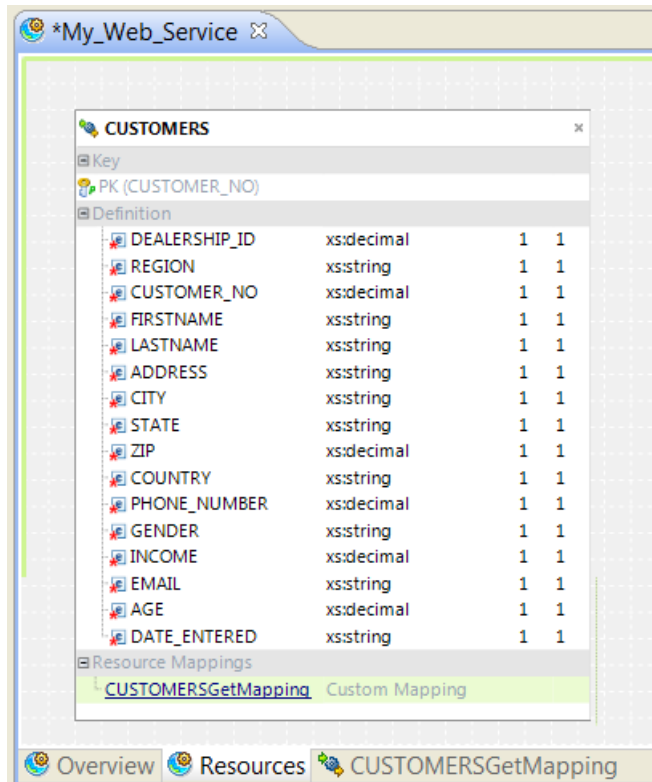 *My_Web_Service
CUSTOMERS
Key
PK (CUSTOMER_NO)
Definition
DEALERSHIP_ID xs:decimal 1 1
REGION xs:string 1 1
CUSTOMER_NO xs:decimal 1 1
FIRSTNAME xs:string 1 1
LASTNAME xs:string 1 1
ADDRESS xs:string 1 1
CITY xs:string 1 1
STATE xs:string 1 1
ZIP xs:decimal 1 1
COUNTRY xs:string 1 1
PHONE_NUMBER xs:decimal 1 1
GENDER xs:string 1 1
INCOME xs:decimal 1 1
EMAIL xs:string 1 1
AGE xs:decimal 1 1
DATE_ENTERED xs:string 1 1
Resource Mappings
CUSTOMERSGetMapping Custom Mapping
Overview Resources CUSTOMERSGetMapping